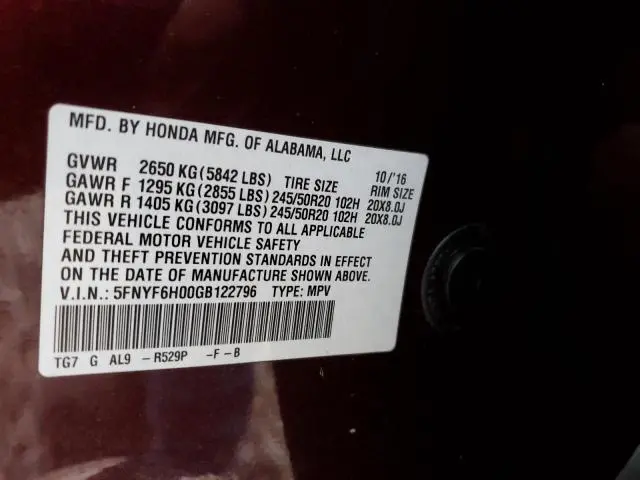 MFD. BY HONDA MFG. OF ALABAMA, LLC
GVWR 2650 KG (5842 LBS) TIRE SIZE 10/'16 RIM SIZE
GAWR F 1295 KG (2855 LBS) 245/50R20 102H 20X8.0J
GAWR R 1405 KG (3097 LBS) 245/50R20 102H 20X8.0J
THIS VEHICLE CONFORMS TO ALL APPLICABLE
FEDERAL MOTOR VEHICLE SAFETY
AND THEFT PREVENTION STANDARDS IN EFFECT
ON THE DATE OF MANUFACTURE SHOWN ABOVE.
V.I.N.: 5FNYF6H00GB122796 TYPE: MPV
TG7 G AL9 -R529P -F-B